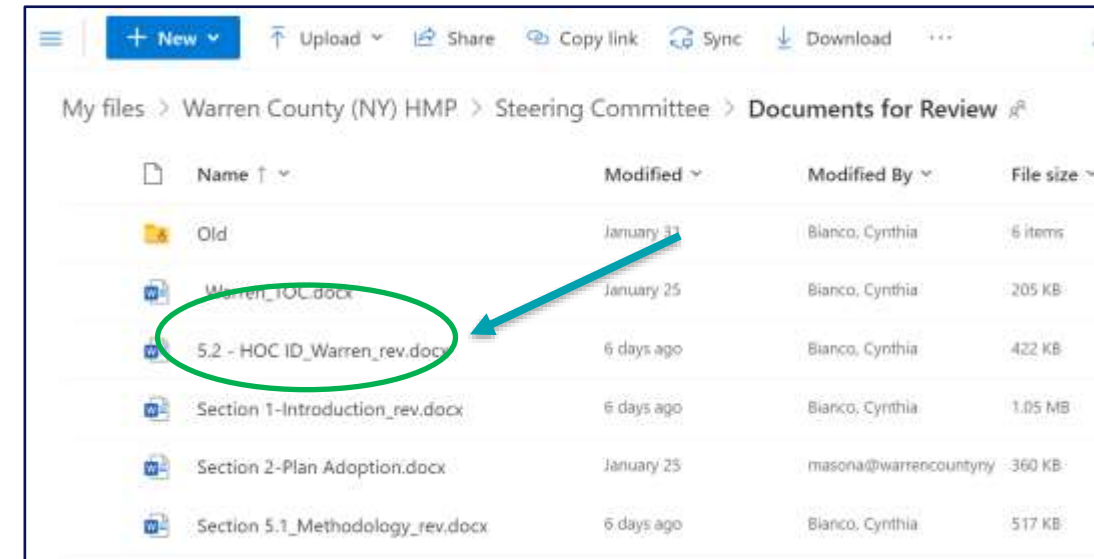 + New Upload Share Copy link Sync Download ...
My files > Warren County (NY) HMP > Steering Committee > Documents for Review
Name ↑ Modified Modified By File size
Old January 31 Bianco, Cynthia 6 items
_Warren_TOC.docx January 25 Bianco, Cynthia 205 KB
5.2 - HOC ID_Warren_rev.docx 6 days ago Bianco, Cynthia 422 KB
Section 1-Introduction_rev.docx 6 days ago Bianco, Cynthia 1.05 MB
Section 2-Plan Adoption.docx January 25 masona@warrencountyny 360 KB
Section 5.1_Methodology_rev.docx 6 days ago Bianco, Cynthia 517 KB